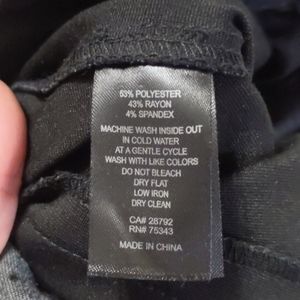 53% POLYESTER
43% RAYON
4% SPANDEX
MACHINE WASH INSIDE OUT
IN COLD WATER
AT A GENTLE CYCLE
WASH WITH LIKE COLORS
DO NOT BLEACH
DRY FLAT
LOW IRON
DRY CLEAN
CA# 28792
RN# 75343
MADE IN CHINA